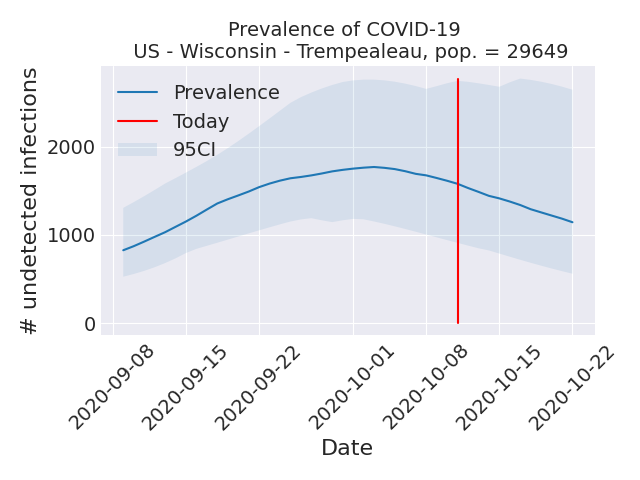 Prevalence of COVID-19
US - Wisconsin - Trempealeau, pop. = 29649
# undetected infections
2000
1000
0
Prevalence
Today
95CI
2020-09-08
2020-09-15
2020-09-22
2020-10-01
2020-10-08
2020-10-15
2020-10-22
Date